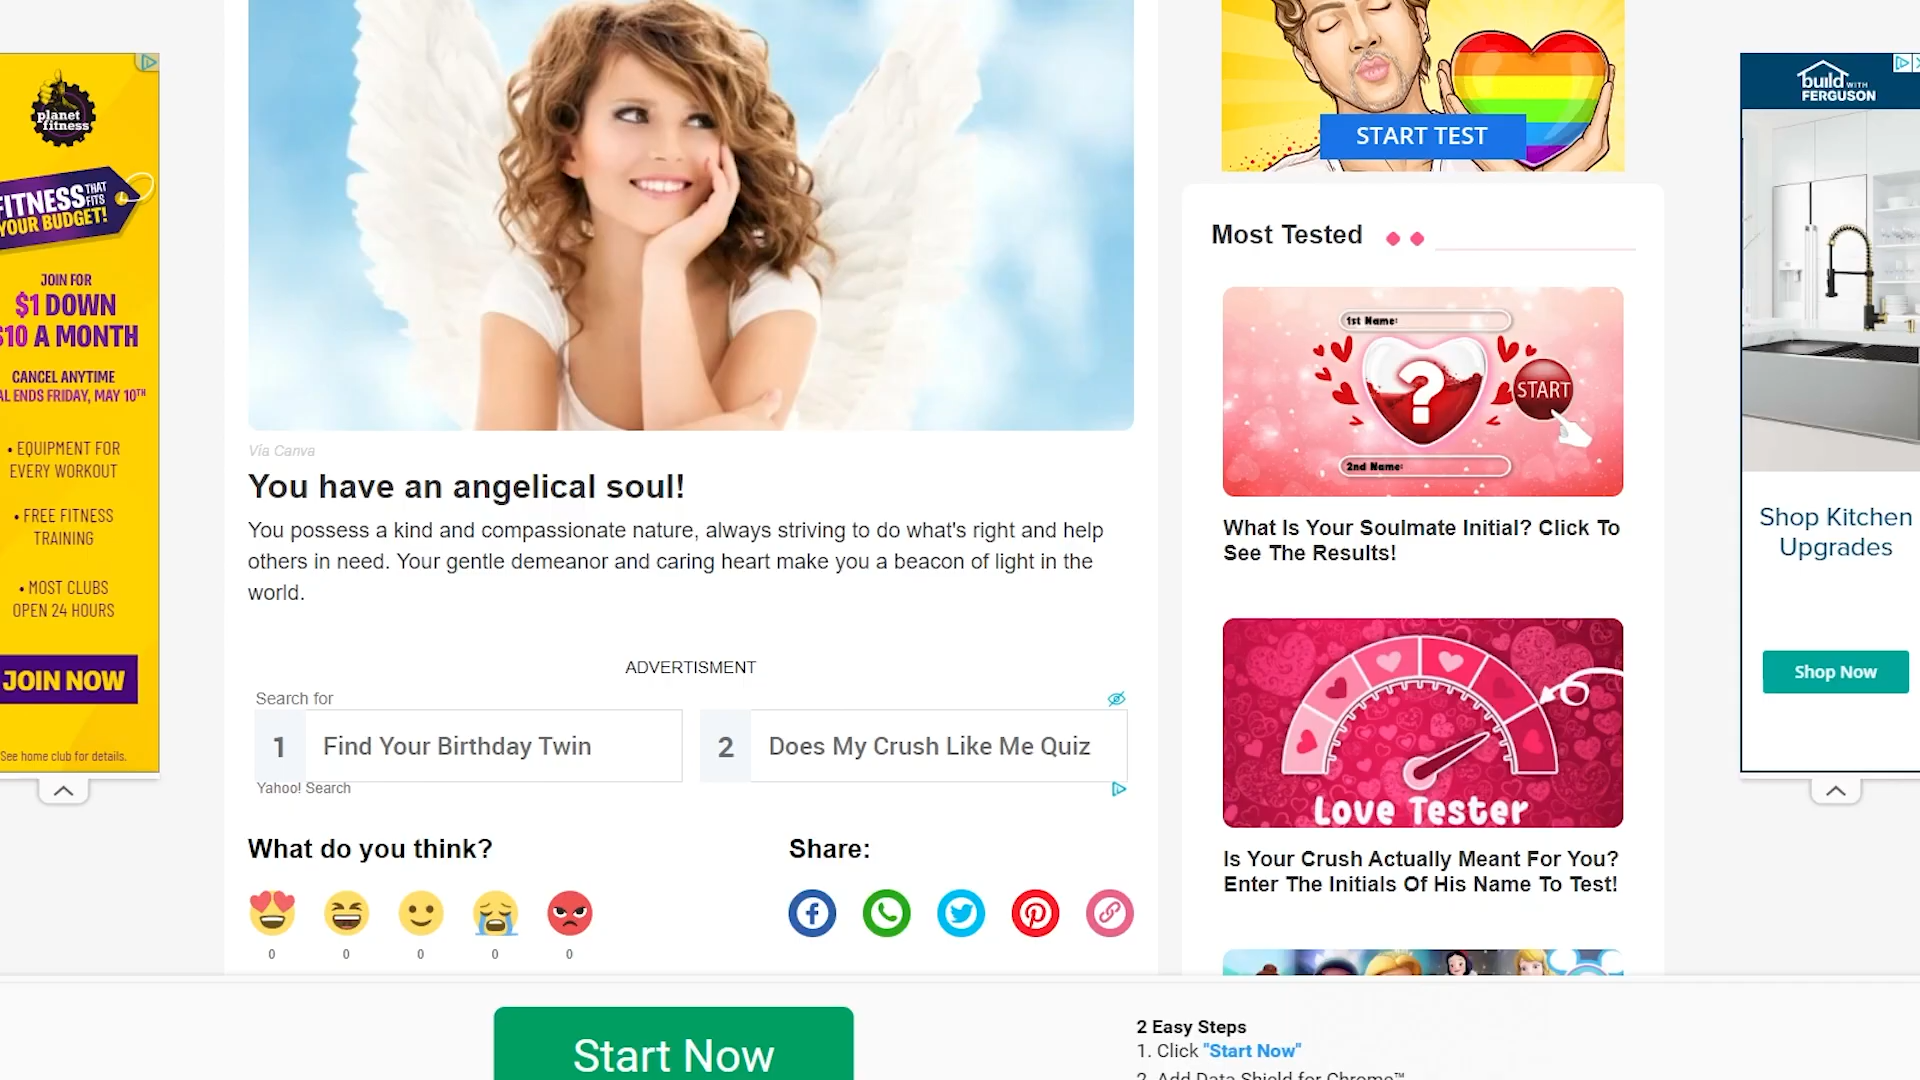 planet
fitness
FITNESS THAT FITS
YOUR BUDGET!
JOIN FOR
$1 DOWN
$10 A MONTH
CANCEL ANYTIME
ENDS FRIDAY, MAY 10TH
• EQUIPMENT FOR
EVERY WORKOUT
• FREE FITNESS
TRAINING
• MOST CLUBS
OPEN 24 HOURS
JOIN NOW
See home club for details.
Via Canva
You have an angelical soul!
You possess a kind and compassionate nature, always striving to do what's right and help
others in need. Your gentle demeanor and caring heart make you a beacon of light in the
world.
ADVERTISMENT
Search for
1 Find Your Birthday Twin
2 Does My Crush Like Me Quiz
Yahoo! Search
What do you think?
0 0 0 0 0
Share:
START TEST
Most Tested
1st Name:
?
START
2nd Name:
What Is Your Soulmate Initial? Click To
See The Results!
Love Tester
Is Your Crush Actually Meant For You?
Enter The Initials Of His Name To Test!
build WITH
FERGUSON
Shop Kitchen
Upgrades
Shop Now
Start Now
2 Easy Steps
1. Click "Start Now"
2. Add Data Shield for Chrome™